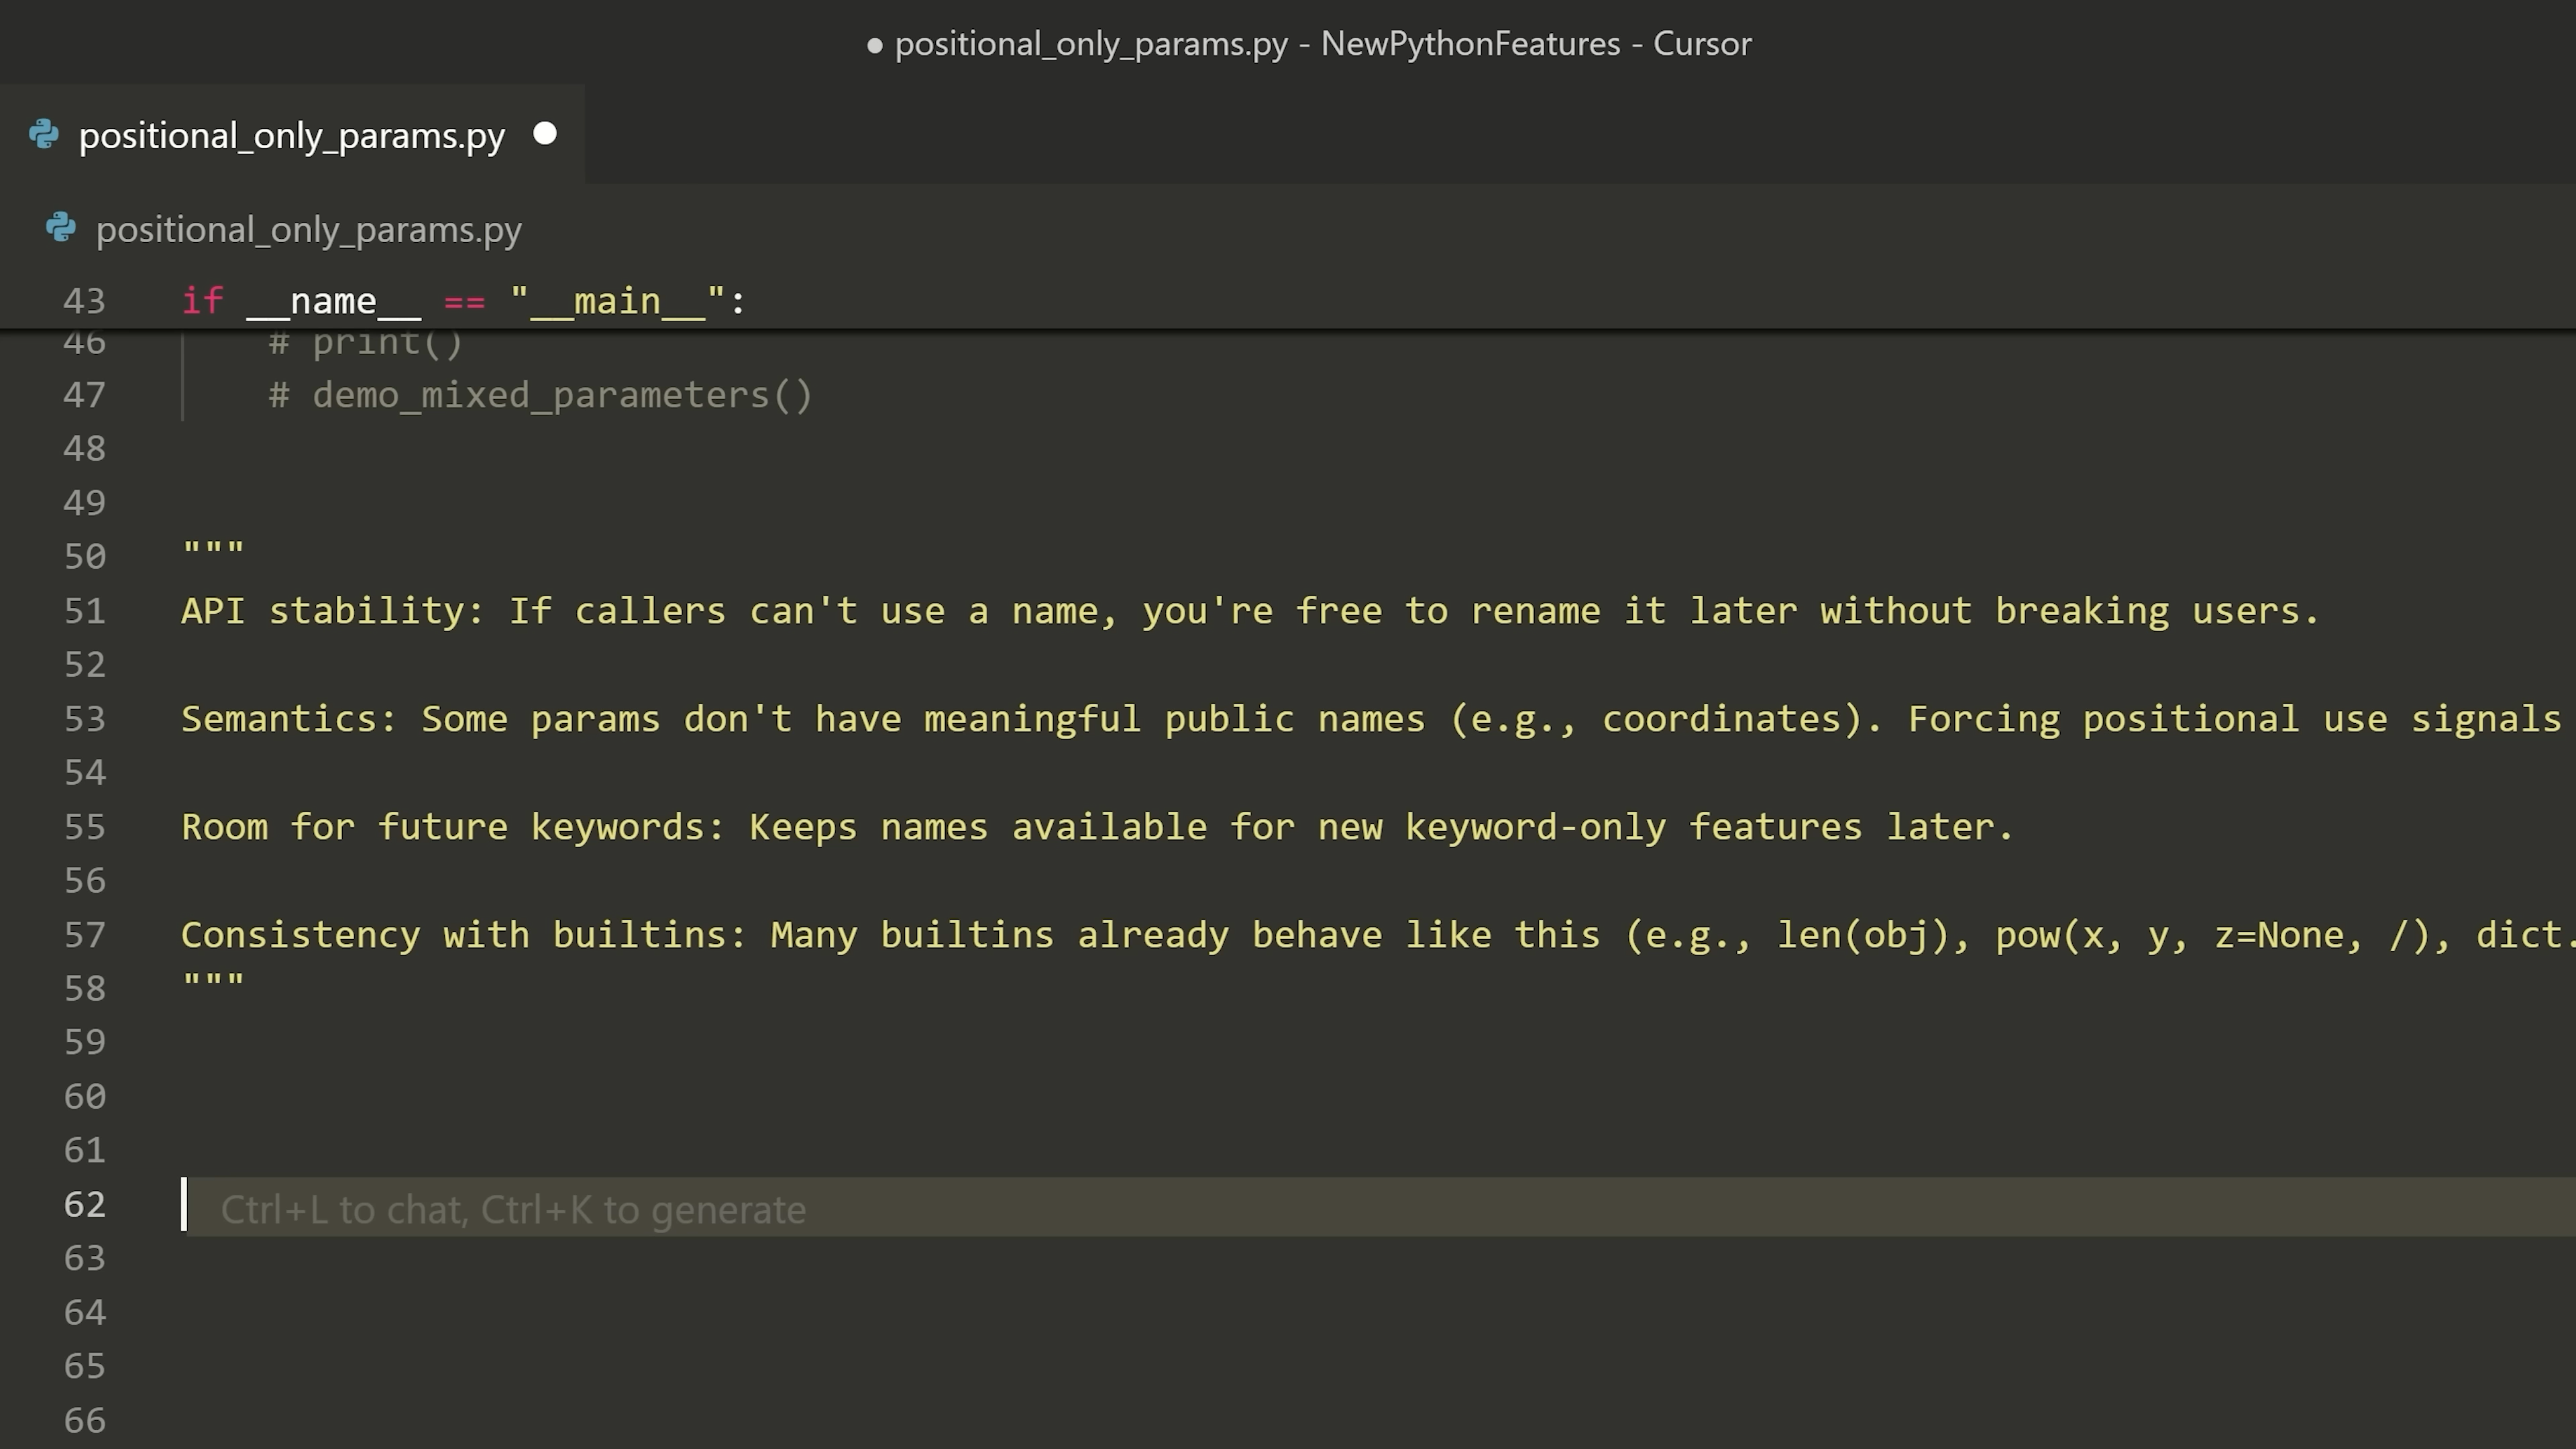 ● positional_only_params.py - NewPythonFeatures - Cursor
positional_only_params.py ●
positional_only_params.py
43 if __name__ == "__main__":
46 # print()
47 # demo_mixed_parameters()
48
49
50 """
51 API stability: If callers can't use a name, you're free to rename it later without breaking users.
52
53 Semantics: Some params don't have meaningful public names (e.g., coordinates). Forcing positional use signals
54
55 Room for future keywords: Keeps names available for new keyword-only features later.
56
57 Consistency with builtins: Many builtins already behave like this (e.g., len(obj), pow(x, y, z=None, /), dict.
58 """
59
60
61
62 Ctrl+L to chat, Ctrl+K to generate
63
64
65
66